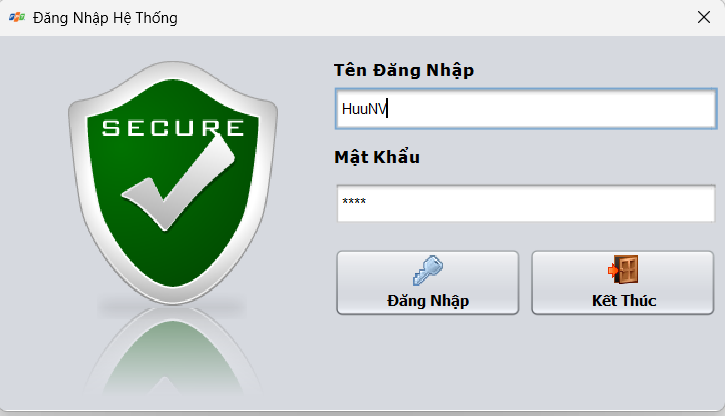 Đăng Nhập Hệ Thống
SECURE
Tên Đăng Nhập
HuuNV
Mật Khẩu
****
Đăng Nhập
Kết Thúc